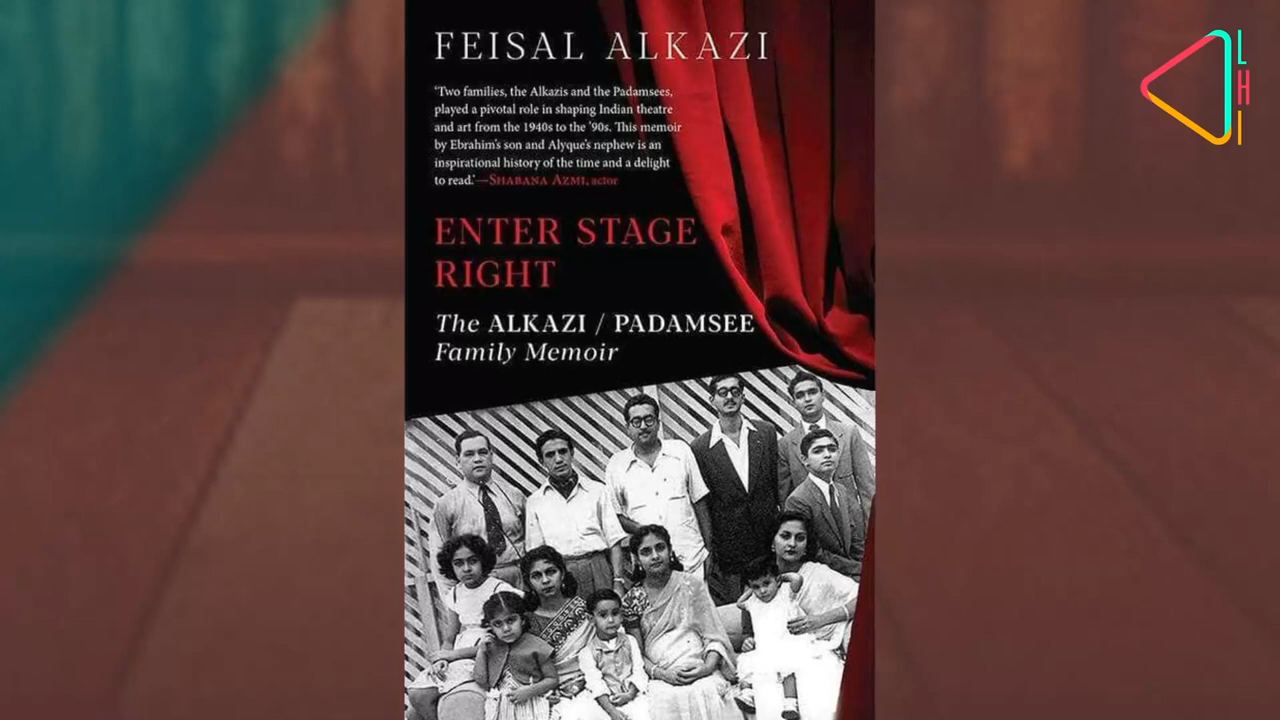 FEISAL ALKAZI
‘Two families, the Alkazis and the Padamsees,
played a pivotal role in shaping Indian theatre
and art from the 1940s to the ’90s. This memoir
by Ebrahim’s son and Alyque’s nephew is an
inspirational history of the time and a delight
to read.’—SHABANA AZMI, actor
ENTER STAGE
RIGHT
The ALKAZI / PADAMSEE
Family Memoir
L
H
I